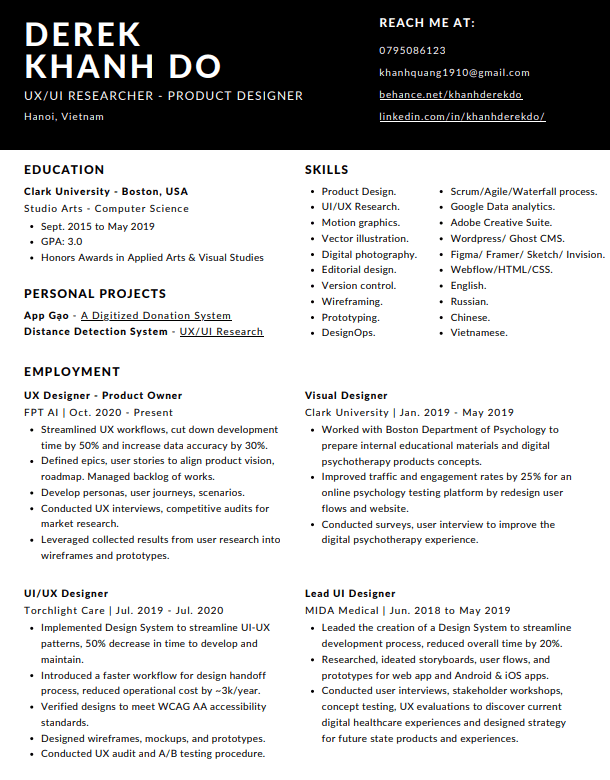 DEREK
KHANH DO
UX/UI RESEARCHER - PRODUCT DESIGNER
Hanoi, Vietnam
REACH ME AT:
0795086123
khanhquang1910@gmail.com
behance.net/khanhderekdo
linkedin.com/in/khanhderekdo/
EDUCATION
Clark University - Boston, USA
Studio Arts - Computer Science
• Sept. 2015 to May 2019
• GPA: 3.0
• Honors Awards in Applied Arts & Visual Studies
PERSONAL PROJECTS
App Gạo - A Digitized Donation System
Distance Detection System - UX/UI Research
SKILLS
• Product Design.
• UI/UX Research.
• Motion graphics.
• Vector illustration.
• Digital photography.
• Editorial design.
• Version control.
• Wireframing.
• Prototyping.
• DesignOps.
• Scrum/Agile/Waterfall process.
• Google Data analytics.
• Adobe Creative Suite.
• Wordpress/ Ghost CMS.
• Figma/ Framer/ Sketch/ Invision.
• Webflow/HTML/CSS.
• English.
• Russian.
• Chinese.
• Vietnamese.
EMPLOYMENT
UX Designer - Product Owner
FPT AI | Oct. 2020 - Present
• Streamlined UX workflows, cut down development
time by 50% and increase data accuracy by 30%.
• Defined epics, user stories to align product vision,
roadmap. Managed backlog of works.
• Develop personas, user journeys, scenarios.
• Conducted UX interviews, competitive audits for
market research.
• Leveraged collected results from user research into
wireframes and prototypes.
Visual Designer
Clark University | Jan. 2019 - May 2019
• Worked with Boston Department of Psychology to
prepare internal educational materials and digital
psychotherapy products concepts.
• Improved traffic and engagement rates by 25% for an
online psychology testing platform by redesign user
flows and website.
• Conducted surveys, user interview to improve the
digital psychotherapy experience.
UI/UX Designer
Torchlight Care | Jul. 2019 - Jul. 2020
• Implemented Design System to streamline UI-UX
patterns, 50% decrease in time to develop and
maintain.
• Introduced a faster workflow for design handoff
process, reduced operational cost by ~3k/year.
• Verified designs to meet WCAG AA accessibility
standards.
• Designed wireframes, mockups, and prototypes.
• Conducted UX audit and A/B testing procedure.
Lead UI Designer
MIDA Medical | Jun. 2018 to May 2019
• Leaded the creation of a Design System to streamline
development process, reduced overall time by 20%.
• Researched, ideated storyboards, user flows, and
prototypes for web app and Android & iOS apps.
• Conducted user interviews, stakeholder workshops,
concept testing, UX evaluations to discover current
digital healthcare experiences and designed strategy
for future state products and experiences.